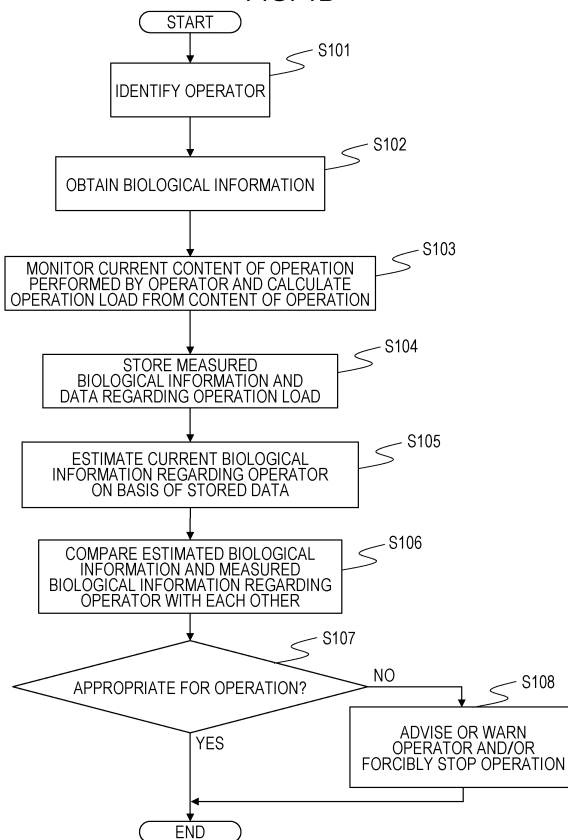 START
S101
IDENTIFY OPERATOR
S102
OBTAIN BIOLOGICAL INFORMATION
S103
MONITOR CURRENT CONTENT OF OPERATION
PERFORMED BY OPERATOR AND CALCULATE
OPERATION LOAD FROM CONTENT OF OPERATION
S104
STORE MEASURED
BIOLOGICAL INFORMATION AND
DATA REGARDING OPERATION LOAD
S105
ESTIMATE CURRENT BIOLOGICAL
INFORMATION REGARDING OPERATOR
ON BASIS OF STORED DATA
S106
COMPARE ESTIMATED BIOLOGICAL
INFORMATION AND MEASURED
BIOLOGICAL INFORMATION REGARDING
OPERATOR WITH EACH OTHER
S107
APPROPRIATE FOR OPERATION?
NO
S108
YES
ADVISE OR WARN
OPERATOR AND/OR
FORCIBLY STOP OPERATION
END